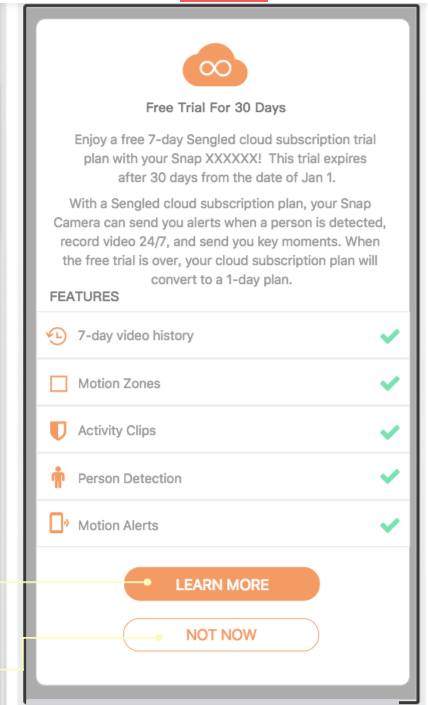 Free Trial For 30 Days
Enjoy a free 7-day Sengled cloud subscription trial
plan with your Snap XXXXXX! This trial expires
after 30 days from the date of Jan 1.
With a Sengled cloud subscription plan, your Snap
Camera can send you alerts when a person is detected,
record video 24/7, and send you key moments. When
the free trial is over, your cloud subscription plan will
convert to a 1-day plan.
FEATURES
7-day video history
Motion Zones
Activity Clips
Person Detection
Motion Alerts
LEARN MORE
NOT NOW